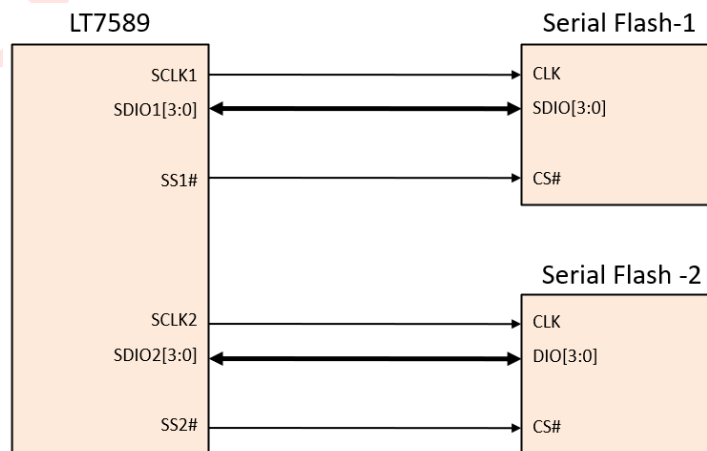 LT7589
Serial Flash-1
SCLK1
CLK
SDIO1[3:0]
SDIO[3:0]
SS1#
CS#
Serial Flash -2
SCLK2
CLK
SDIO2[3:0]
DIO[3:0]
SS2#
CS#